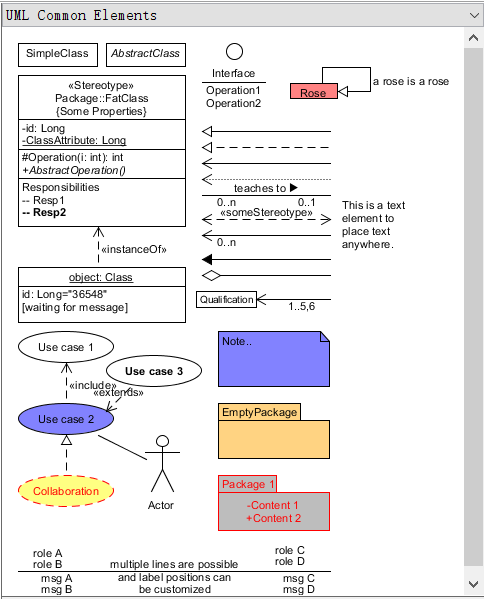 UML Common Elements
SimpleClass
AbstractClass
Interface
Operation1
Operation2
Rose
a rose is a rose
«Stereotype»
Package::FatClass
{Some Properties}
-id: Long
-ClassAttribute: Long
#Operation(i: int): int
+AbstractOperation()
Responsibilities
-- Resp1
-- Resp2
teaches to ▶
0..n
0..1
«someStereotype»
0..n
This is a text
element to
place text
anywhere.
«instanceOf»
object: Class
id: Long="36548"
[waiting for message]
Qualification
1..5,6
Use case 1
«include»
Use case 3
«extends»
Use case 2
Collaboration
Actor
Note..
EmptyPackage
Package 1
-Content 1
+Content 2
role A
role B
msg A
msg B
multiple lines are possible
and label positions can
be customized
role C
role D
msg C
msg D